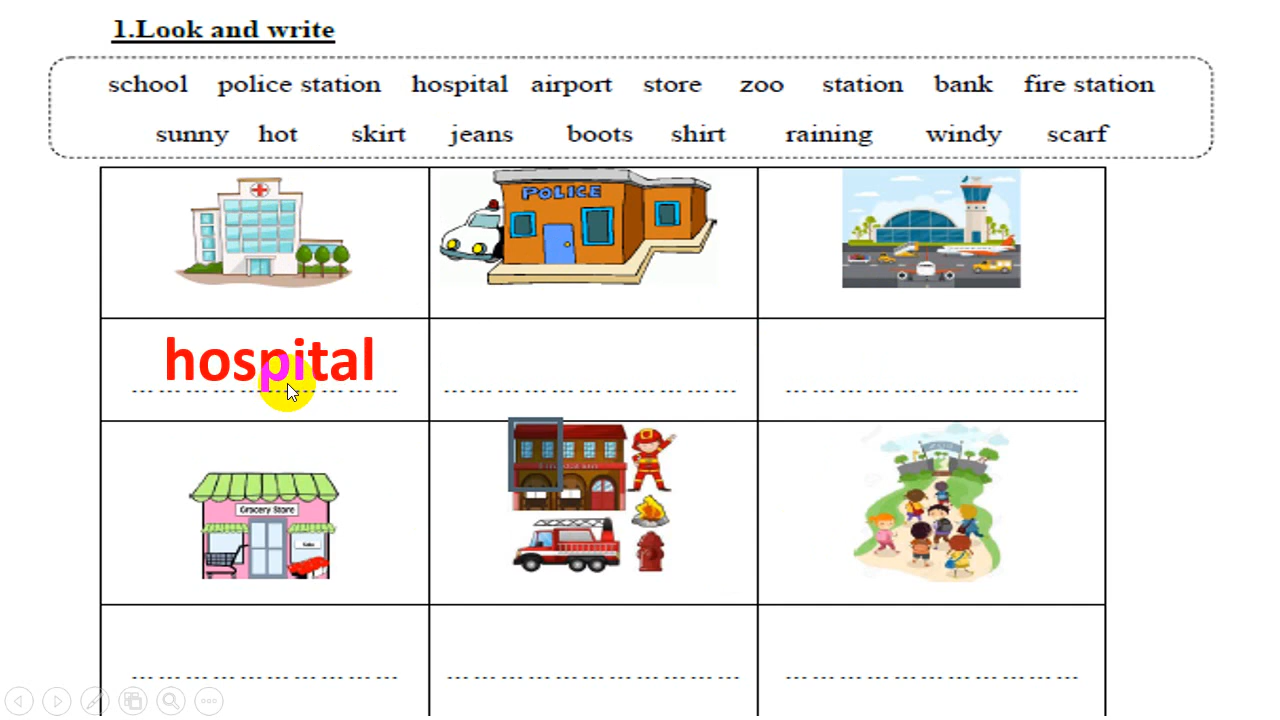 1.Look and write
school police station hospital airport store zoo station bank fire station
sunny hot skirt jeans boots shirt raining windy scarf
POLICE
hospital
Grocery Store
ZOO